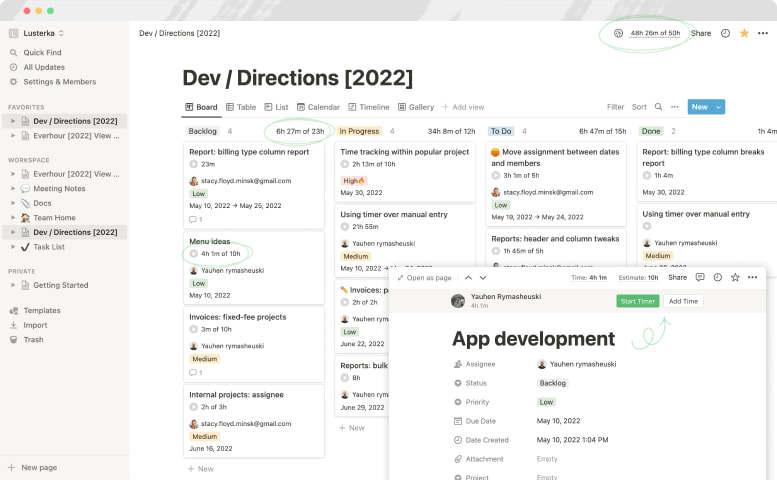 L Lusterka
Quick Find
All Updates
Settings & Members
FAVORITES
Dev / Directions [2022]
Everhour [2022] View ...
WORKSPACE
Everhour [2022] View ...
Meeting Notes
Docs
Team Home
Dev / Directions [2022]
Task List
PRIVATE
Getting Started
Templates
Import
Trash
New page
Dev / Directions [2022]
48h 26m of 50h
Share
Dev / Directions [2022]
Board Table List Calendar Timeline Gallery + Add view
Filter Sort New
Backlog 4 6h 27m of 23h
Report: billing type column report
23m
stacy.floyd.minsk@gmail.com
Low
May 10, 2022 → May 25, 2022
1
Menu ideas
4h 1m of 10h
Yauhen rymasheuski
Low
May 10, 2022
Invoices: fixed-fee projects
3m of 10h
Yauhen rymasheuski
Medium
1
Internal projects: assignee
2h of 3h
stacy.floyd.minsk@gmail.com
Medium
June 16, 2022
+ New
In Progress 4 34h 8m of 12h
Time tracking within popular project
2h 13m of 10h
High
May 30, 2022
Using timer over manual entry
21h 55m
Yauhen rymasheuski
Medium
May 10, 2022 → May 24, 2022
Invoices:
2h of 2h
Yauhen
Low
June 22, 2022
Reports: bulk
8h
Yauhen
June 29, 2022
+ New
To Do 4 6h 47m of 15h
Move assignment between dates
and members
3h 1m of 5h
stacy.floyd.minsk@gmail.com
Low
May 19, 2022 → May 24, 2022
Reports: header and column tweaks
1h 45m of 5h
Done 2 1h 4m
Report: billing type column breaks
report
1h 4m
May 30, 2022
Using timer over manual entry
Yauhen rymasheuski
Medium
Open as page
Time: 4h 1m Estimate: 10h Share
Yauhen Rymasheuski
4h 1m
Start Timer Add Time
App development
Assignee Yauhen rymasheuski
Status Backlog
Priority Low
Due Date May 10, 2022
Date Created May 10, 2022 1:04 PM
Attachment Empty
Project Empty